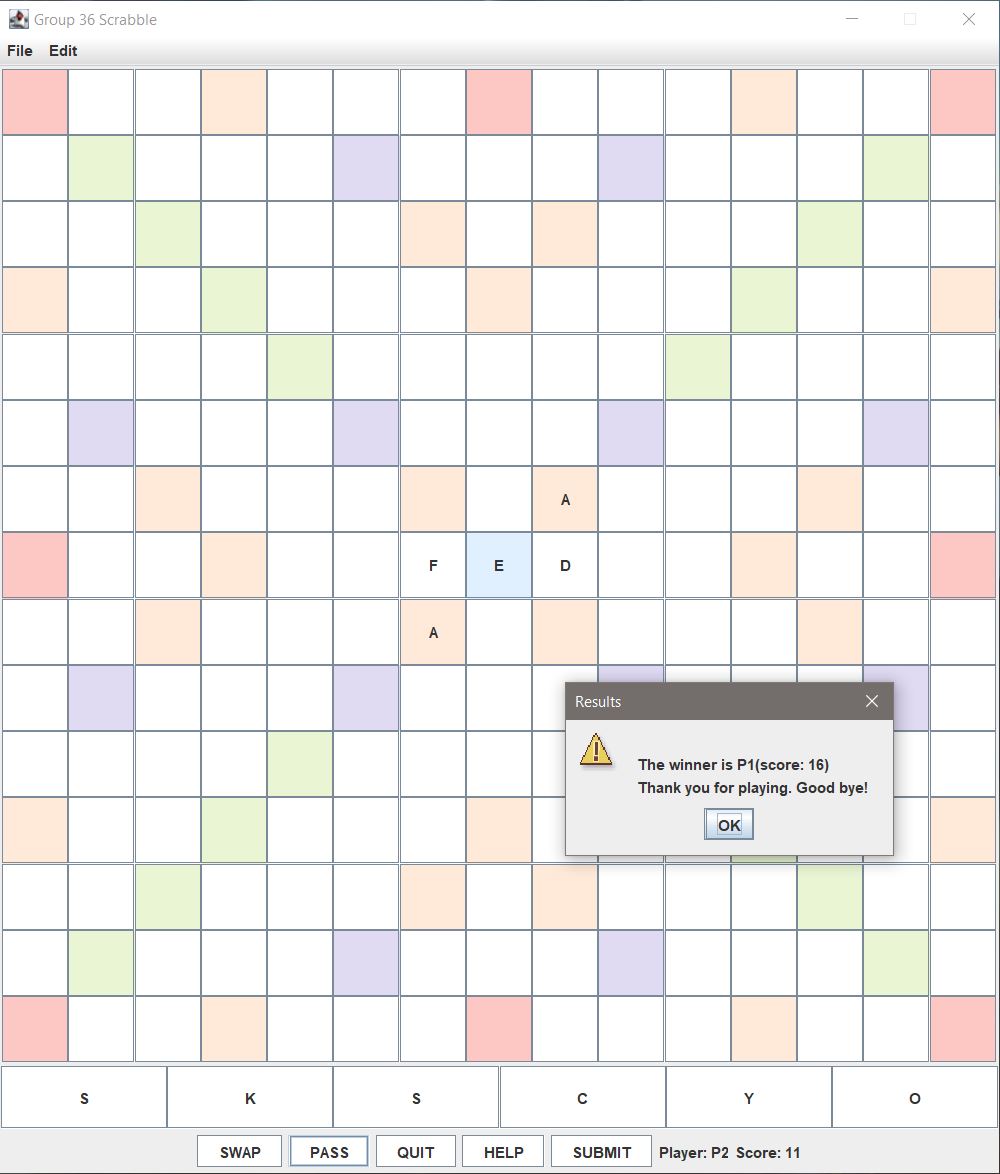 Group 36 Scrabble
File Edit
A
F E D
A
Results
The winner is P1(score: 16)
Thank you for playing. Good bye!
OK
S K S C Y O
SWAP PASS QUIT HELP SUBMIT Player: P2 Score: 11